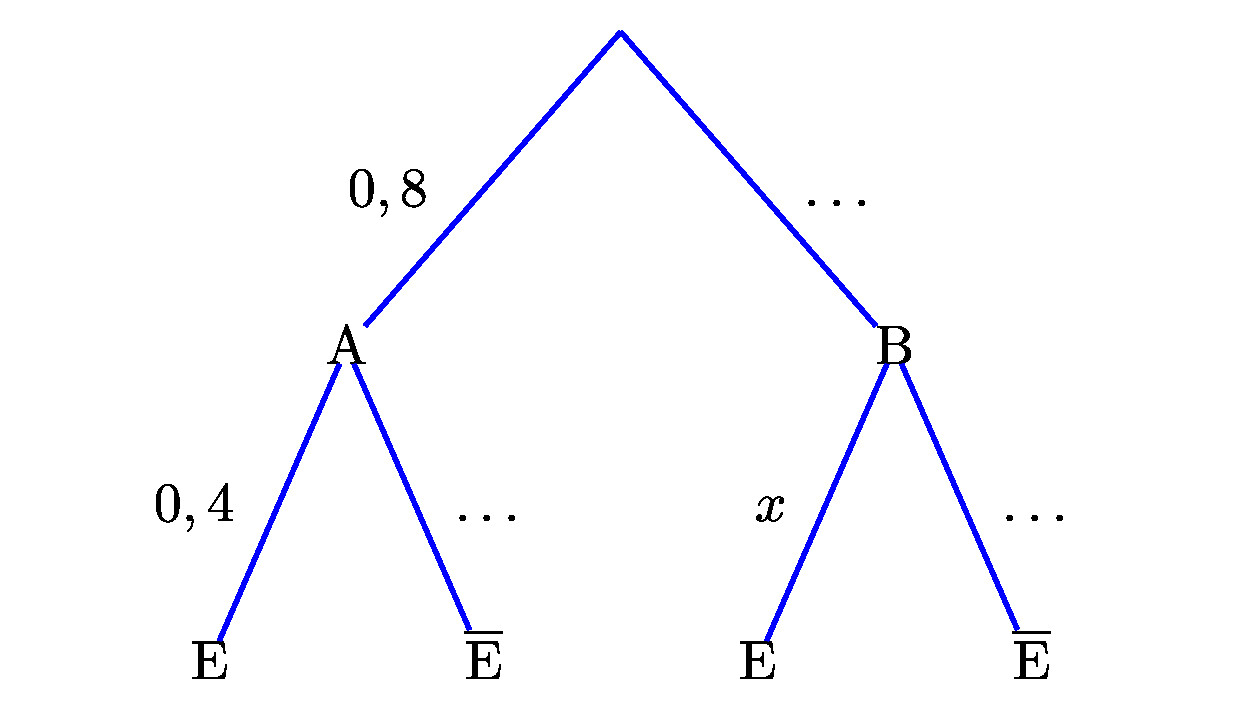 0, 8 …
A B
0, 4 … x …
E E̅ E E̅